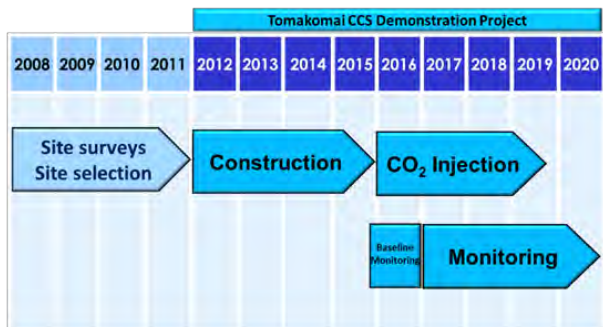 Tomakomai CCS Demonstration Project
2008 2009 2010 2011 2012 2013 2014 2015 2016 2017 2018 2019 2020
Site surveys
Site selection
Construction
CO₂ Injection
Baseline
Monitoring
Monitoring